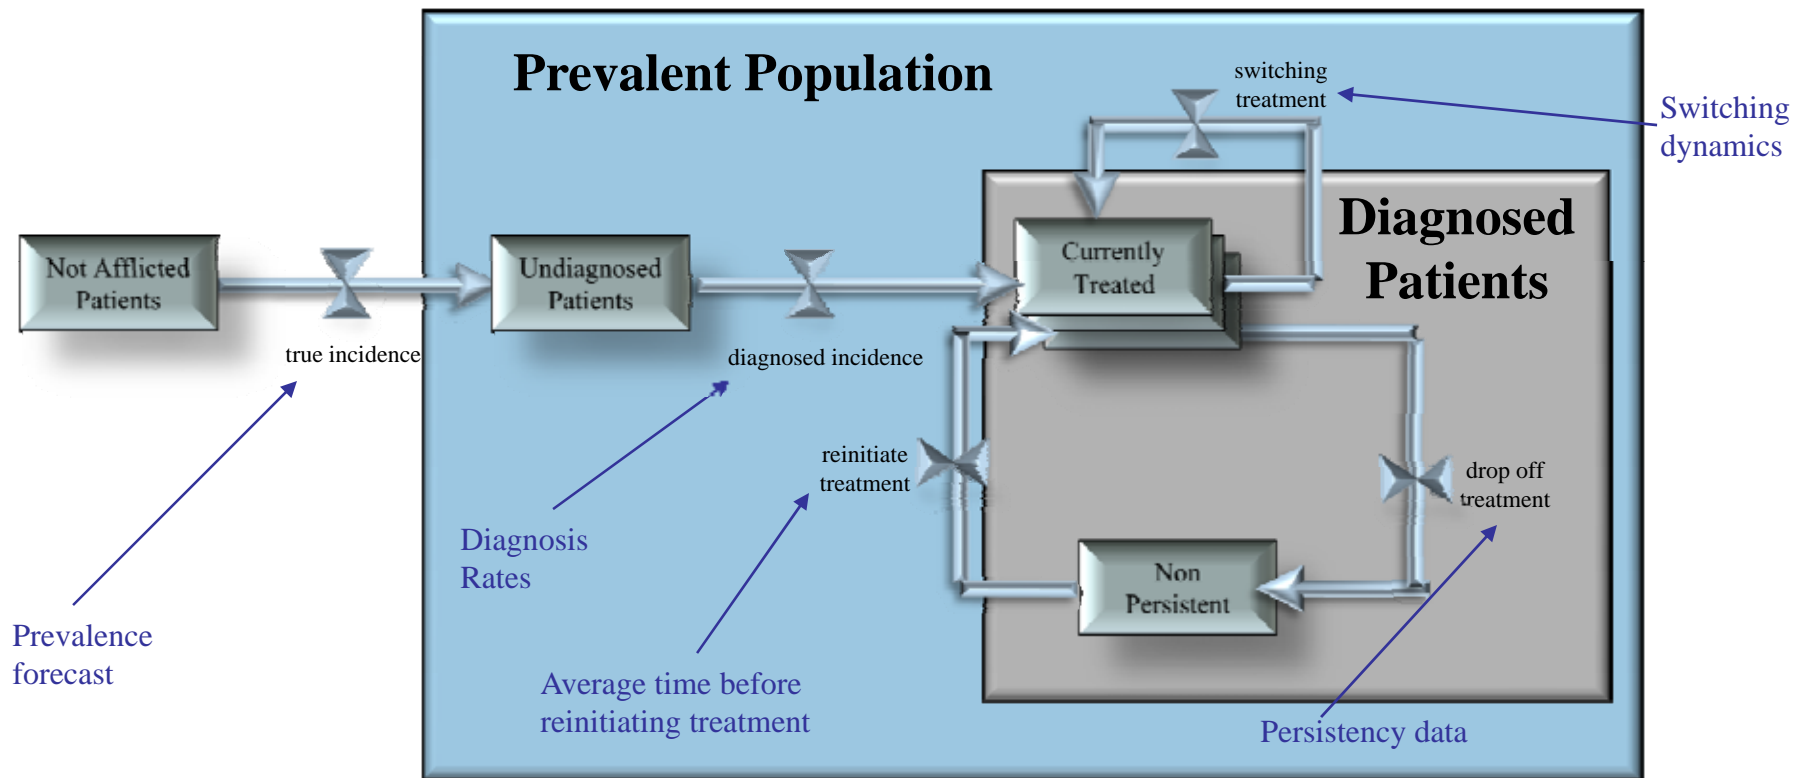 Prevalent Population
switching
treatment
Switching
dynamics
Diagnosed
Patients
Not Afflicted
Patients
Undiagnosed
Patients
Currently
Treated
true incidence
diagnosed incidence
reinitiate
treatment
drop off
treatment
Diagnosis
Rates
Non
Persistent
Prevalence
forecast
Average time before
reinitiating treatment
Persistency data